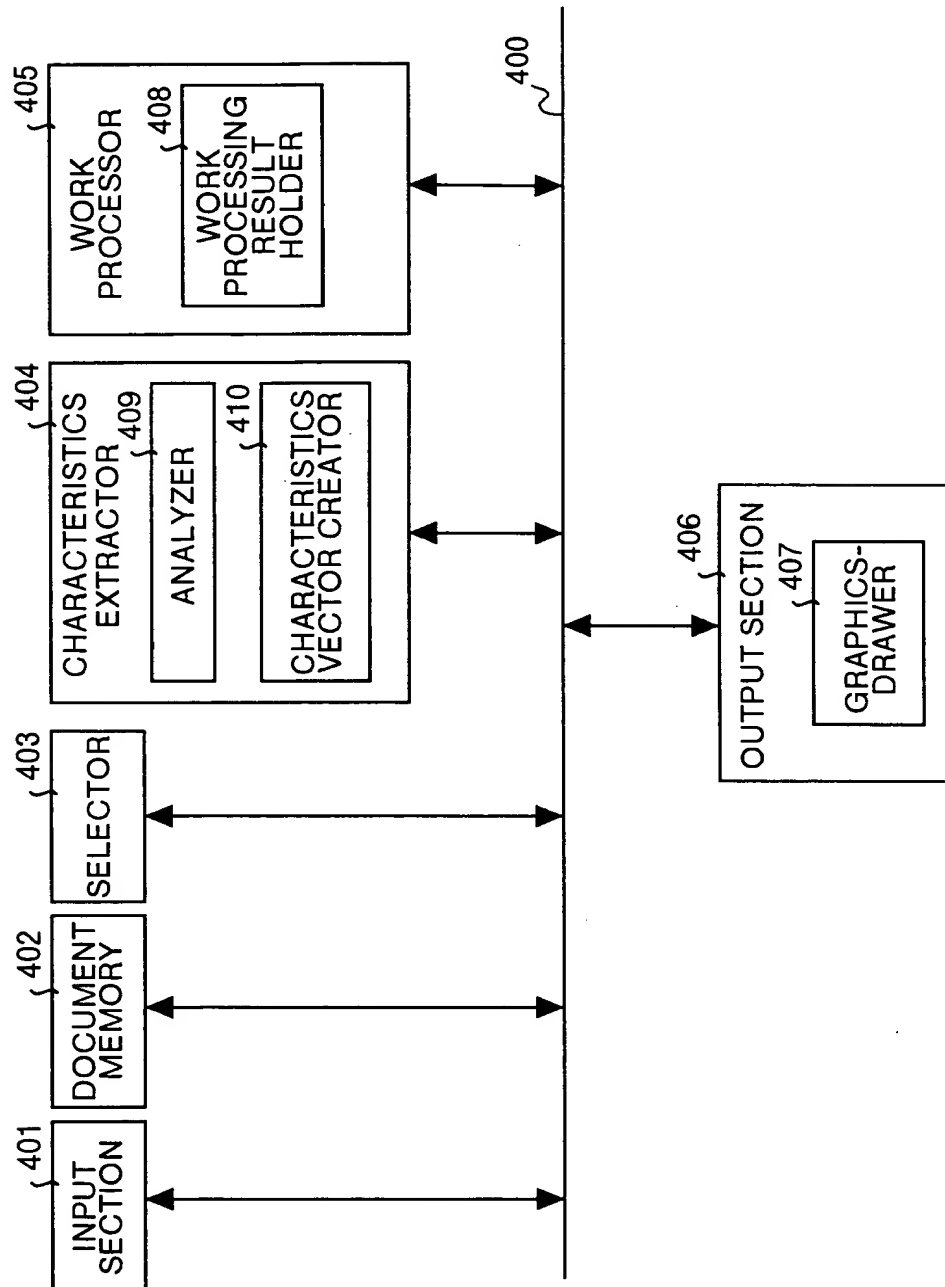 401
INPUT
SECTION
402
DOCUMENT
MEMORY
403
SELECTOR
404
CHARACTERISTICS
EXTRACTOR
409
ANALYZER
410
CHARACTERISTICS
VECTOR CREATOR
405
WORK
PROCESSOR
408
WORK
PROCESSING
RESULT
HOLDER
400
406
OUTPUT SECTION
407
GRAPHICS-
DRAWER